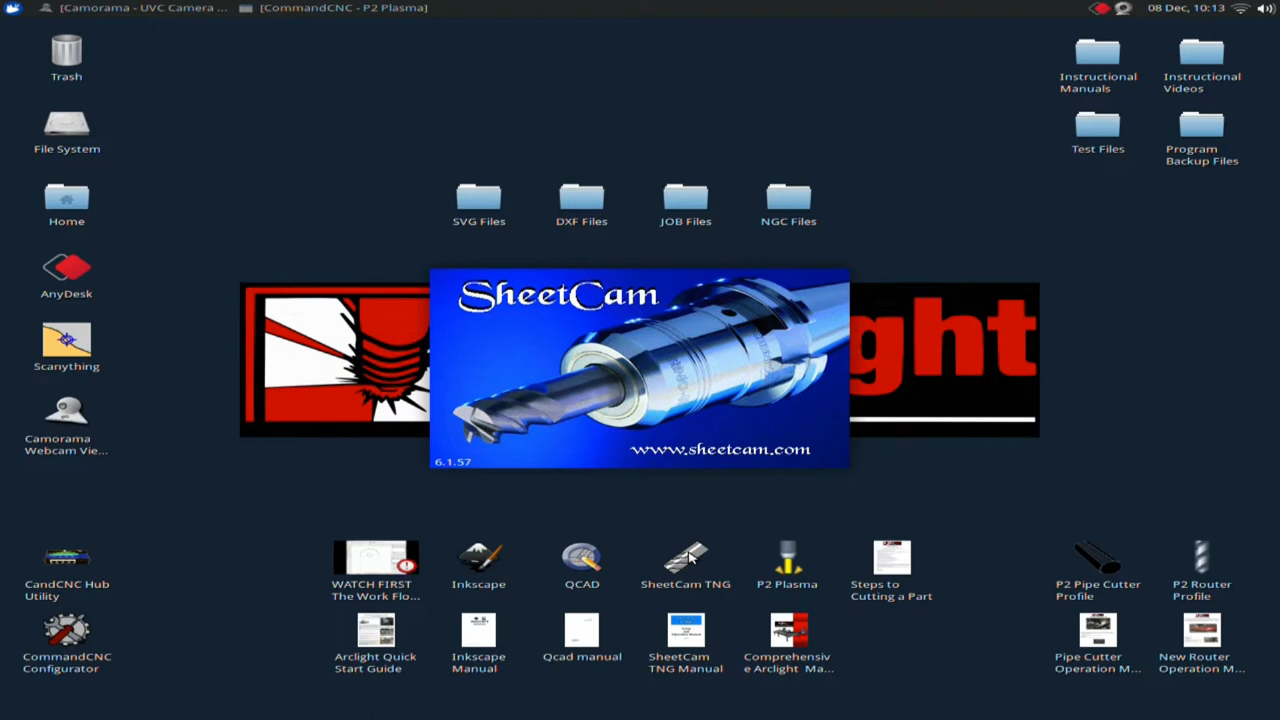 [Camorama - UVC Camera ...
[CommandCNC - P2 Plasma]
08 Dec, 10:13
Trash
File System
Home
AnyDesk
Scanything
Camorama
Webcam Vie...
Instructional
Manuals
Instructional
Videos
Test Files
Program
Backup Files
SVG Files
DXF Files
JOB Files
NGC Files
SheetCam
www.sheetcam.com
6.1.57
ght
CandCNC Hub
Utility
WATCH FIRST
The Work Flo...
Inkscape
QCAD
SheetCam TNG
P2 Plasma
Steps to
Cutting a Part
P2 Pipe Cutter
Profile
P2 Router
Profile
CommandCNC
Configurator
Arclight Quick
Start Guide
Inkscape
Manual
Qcad manual
SheetCam
TNG Manual
Comprehensiv
e Arclight Ma...
Pipe Cutter
Operation M...
New Router
Operation M...